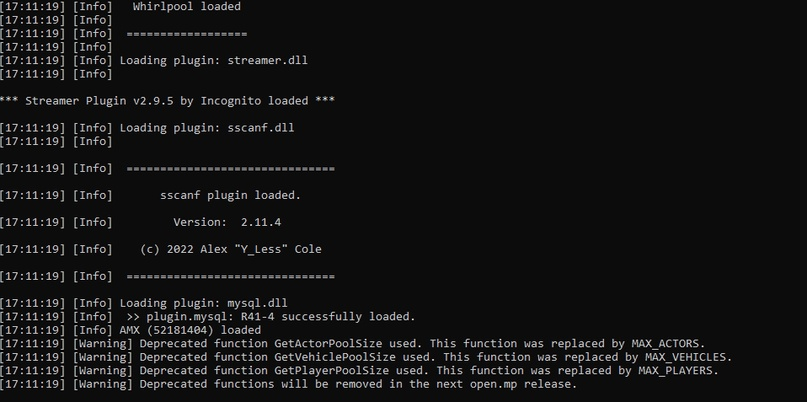 [17:11:19] [Info]   Whirlpool loaded
[17:11:19] [Info]
[17:11:19] [Info]  ==================
[17:11:19] [Info]
[17:11:19] [Info] Loading plugin: streamer.dll
[17:11:19] [Info]
*** Streamer Plugin v2.9.5 by Incognito loaded ***
[17:11:19] [Info] Loading plugin: sscanf.dll
[17:11:19] [Info]
[17:11:19] [Info]  ===============================
[17:11:19] [Info]       sscanf plugin loaded.
[17:11:19] [Info]         Version:  2.11.4
[17:11:19] [Info]    (c) 2022 Alex "Y_Less" Cole
[17:11:19] [Info]  ===============================
[17:11:19] [Info] Loading plugin: mysql.dll
[17:11:19] [Info]  >> plugin.mysql: R41-4 successfully loaded.
[17:11:19] [Info] AMX (52181404) loaded
[17:11:19] [Warning] Deprecated function GetActorPoolSize used. This function was replaced by MAX_ACTORS.
[17:11:19] [Warning] Deprecated function GetVehiclePoolSize used. This function was replaced by MAX_VEHICLES.
[17:11:19] [Warning] Deprecated function GetPlayerPoolSize used. This function was replaced by MAX_PLAYERS.
[17:11:19] [Warning] Deprecated functions will be removed in the next open.mp release.